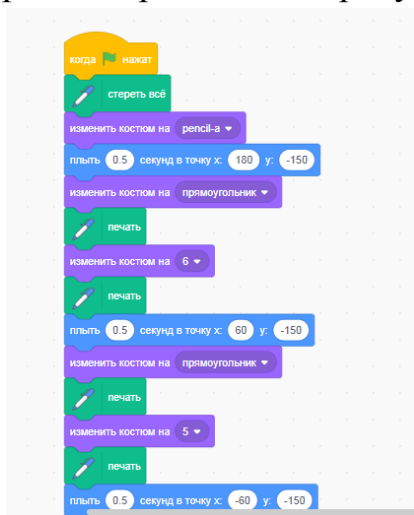 когда нажат
стереть всё
изменить костюм на pencil-a
плыть 0.5 секунд в точку x: 180 y: -150
изменить костюм на прямоугольник
печать
изменить костюм на 6
печать
плыть 0.5 секунд в точку x: 60 y: -150
изменить костюм на прямоугольник
печать
изменить костюм на 5
печать
плыть 0.5 секунд в точку x: -60 y: -150